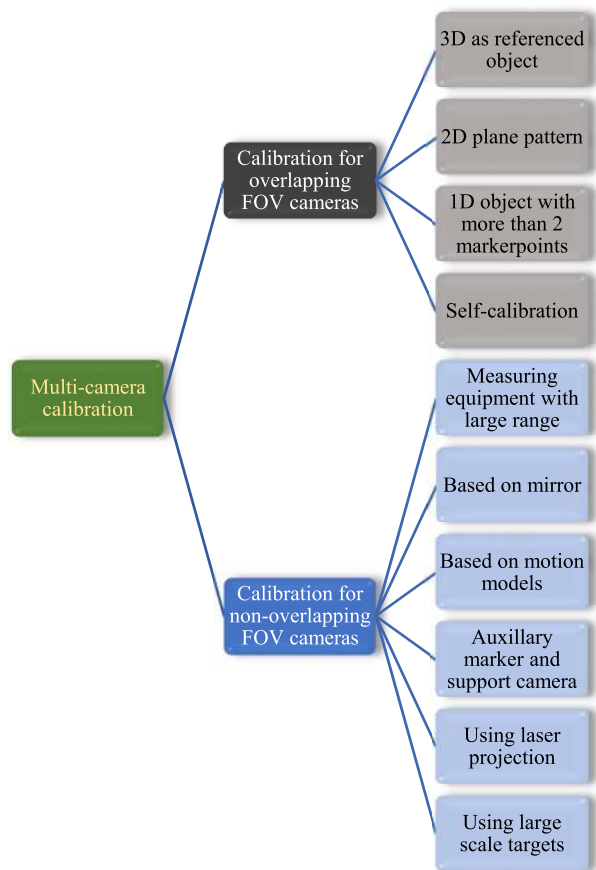 3D as referenced
object
2D plane pattern
Calibration for
overlapping
FOV cameras
1D object with
more than 2
markerpoints
Self-calibration
Multi-camera
calibration
Measuring
equipment with
large range
Based on mirror
Based on motion
models
Calibration for
non-overlapping
FOV cameras
Auxillary
marker and
support camera
Using laser
projection
Using large
scale targets